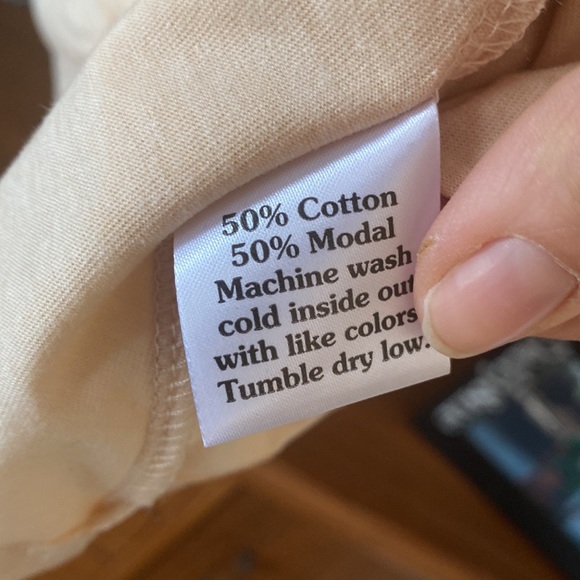 50% Cotton
50% Modal
Machine wash
cold inside out
with like colors.
Tumble dry low.